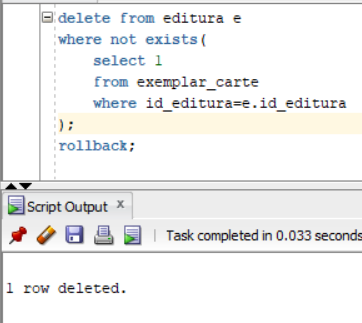 delete from editura e
where not exists(
select 1
from exemplar_carte
where id_editura=e.id_editura
);
rollback;
Script Output x
Task completed in 0.033 seconds
1 row deleted.